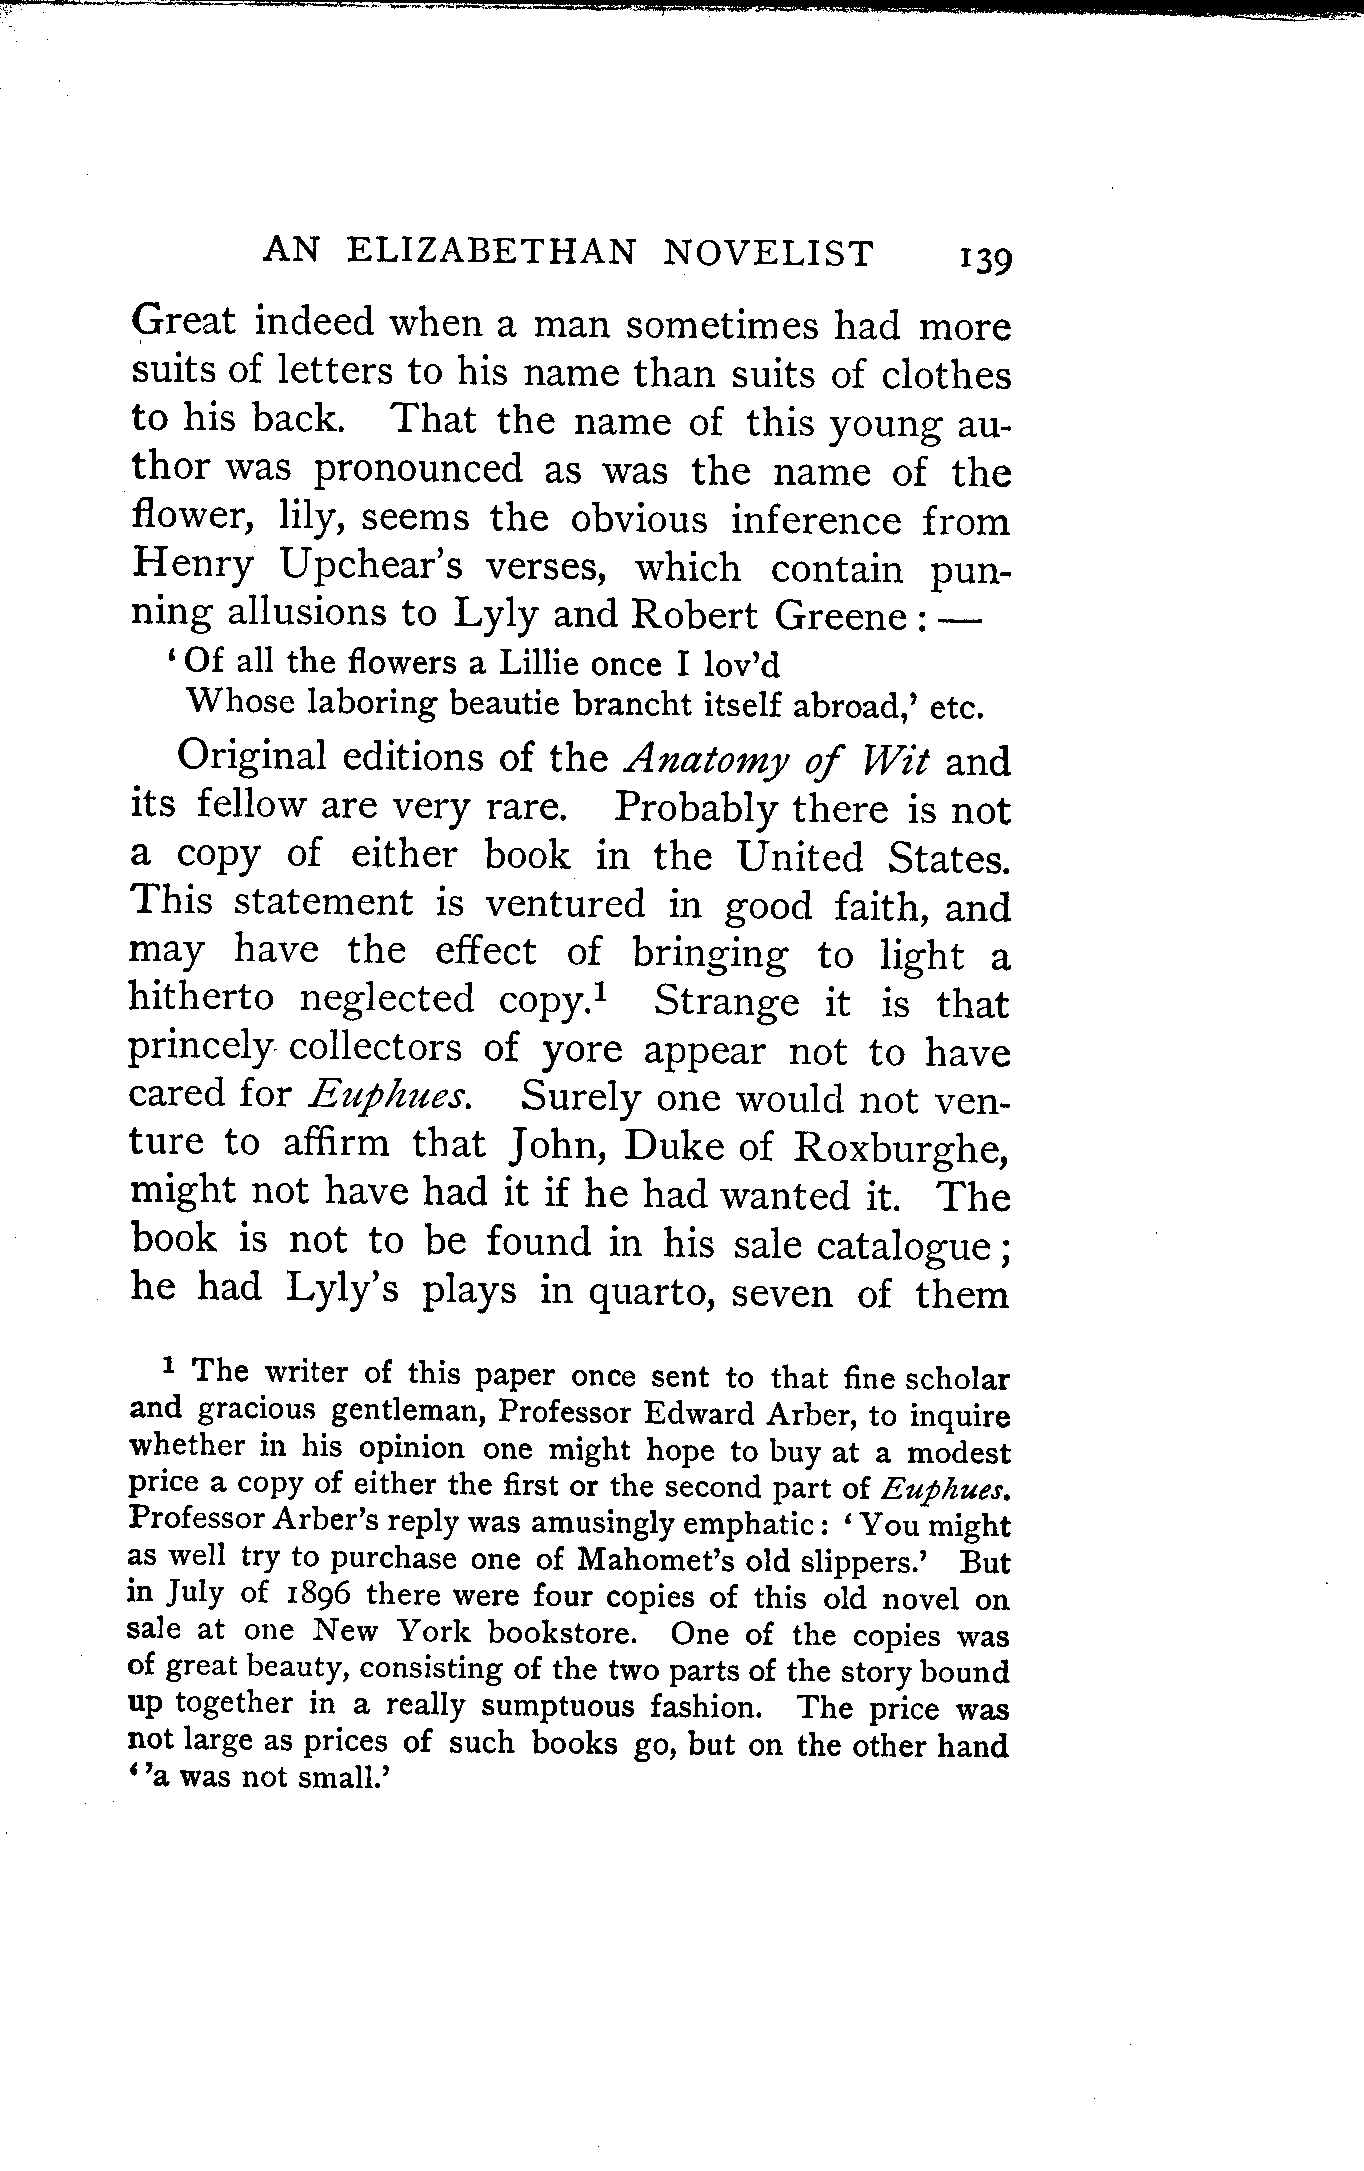 AN ELIZABETHAN NOVELIST 139
Great indeed when a man sometimes had more
suits of letters to his name than suits of clothes
to his back. That the name of this young au-
thor was pronounced as was the name of the
flower, lily, seems the obvious inference from
Henry Upchear's verses, which contain pun-
ning allusions to Lyly and Robert Greene : —
‘Of all the flowers a Lillie once I lov'd
Whose laboring beautie brancht itself abroad,’ etc.
Original editions of the Anatomy of Wit and
its fellow are very rare. Probably there is not
a copy of either book in the United States.
This statement is ventured in good faith, and
may have the effect of bringing to light a
hitherto neglected copy.¹ Strange it is that
princely collectors of yore appear not to have
cared for Euphues. Surely one would not ven-
ture to affirm that John, Duke of Roxburghe,
might not have had it if he had wanted it. The
book is not to be found in his sale catalogue ;
he had Lyly's plays in quarto, seven of them
¹ The writer of this paper once sent to that fine scholar
and gracious gentleman, Professor Edward Arber, to inquire
whether in his opinion one might hope to buy at a modest
price a copy of either the first or the second part of Euphues.
Professor Arber's reply was amusingly emphatic : ‘You might
as well try to purchase one of Mahomet's old slippers.’ But
in July of 1896 there were four copies of this old novel on
sale at one New York bookstore. One of the copies was
of great beauty, consisting of the two parts of the story bound
up together in a really sumptuous fashion. The price was
not large as prices of such books go, but on the other hand
‘’a was not small.’